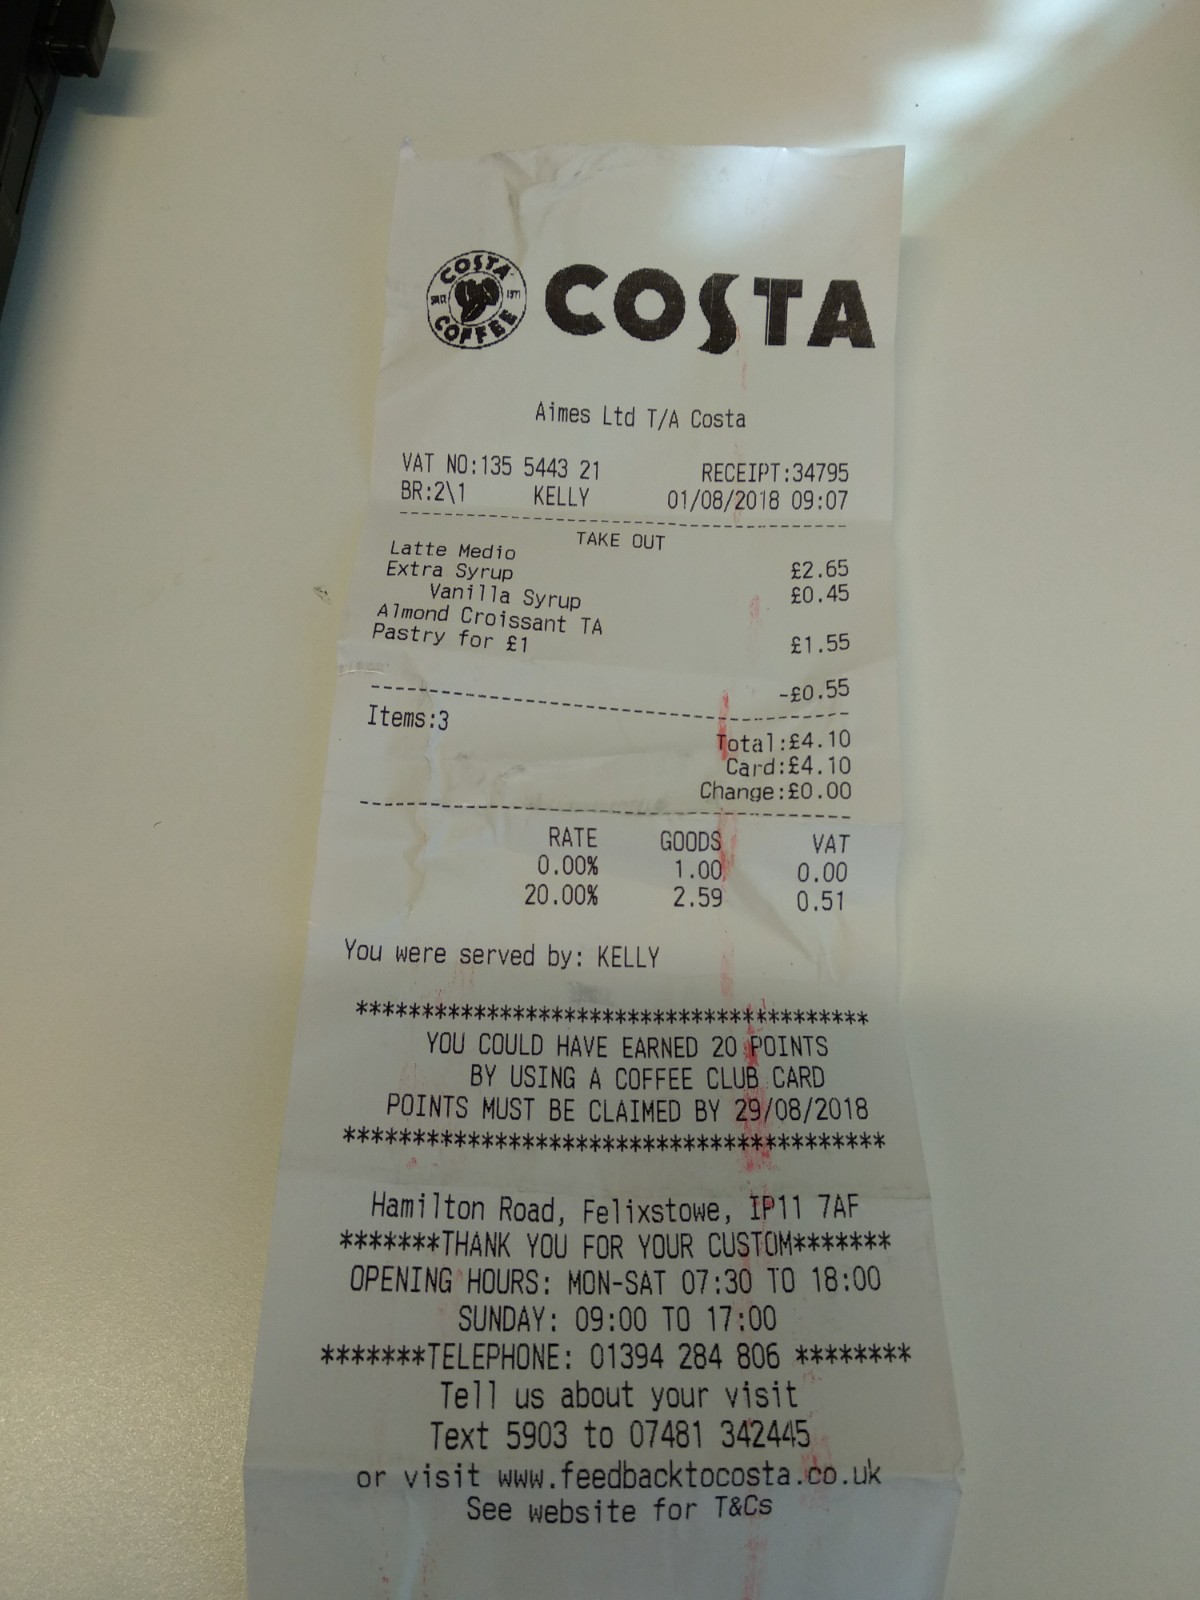 COSTA
SINCE 1971
COFFEE
COSTA
Aimes Ltd T/A Costa
VAT NO:135 5443 21 RECEIPT:34795
BR:2\1 KELLY 01/08/2018 09:07
TAKE OUT
Latte Medio £2.65
Extra Syrup £0.45
Vanilla Syrup
Almond Croissant TA £1.55
Pastry for £1 -£0.55
Items:3
Total:£4.10
Card:£4.10
Change:£0.00
RATE GOODS VAT
0.00% 1.00 0.00
20.00% 2.59 0.51
You were served by: KELLY
***************************************
YOU COULD HAVE EARNED 20 POINTS
BY USING A COFFEE CLUB CARD
POINTS MUST BE CLAIMED BY 29/08/2018
***************************************
Hamilton Road, Felixstowe, IP11 7AF
*******THANK YOU FOR YOUR CUSTOM*******
OPENING HOURS: MON-SAT 07:30 TO 18:00
SUNDAY: 09:00 TO 17:00
*******TELEPHONE: 01394 284 806 ********
Tell us about your visit
Text 5903 to 07481 342445
or visit www.feedbacktocosta.co.uk
See website for T&Cs